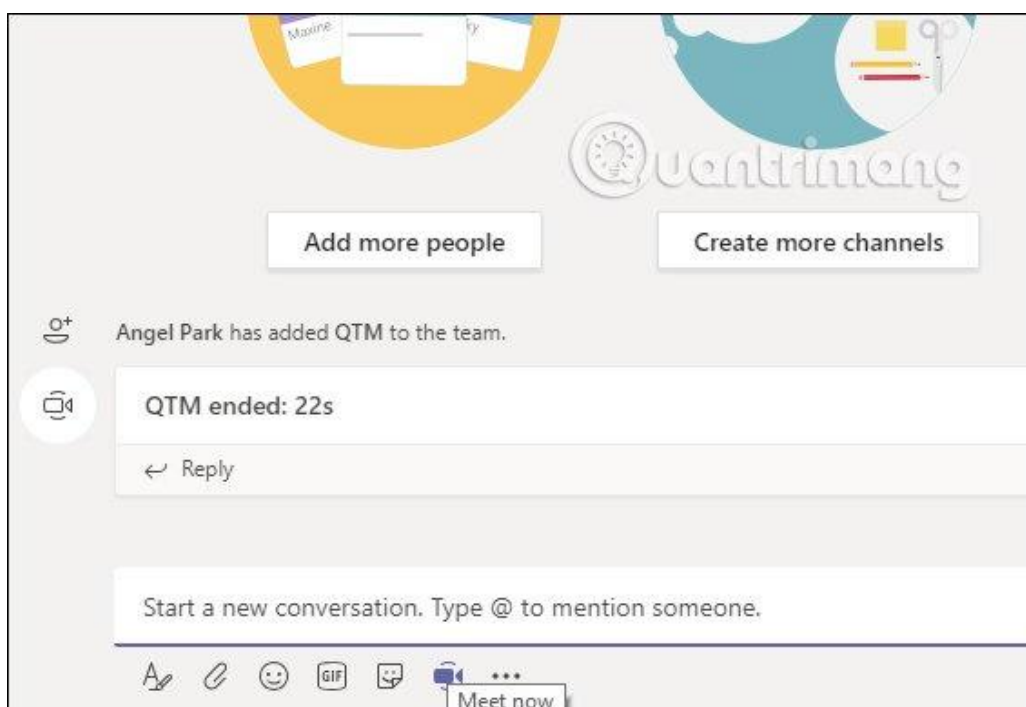 Maxine
Quantrimang
Add more people
Create more channels
Angel Park has added QTM to the team.
QTM ended: 22s
Reply
Start a new conversation. Type @ to mention someone.
GIF
Meet now